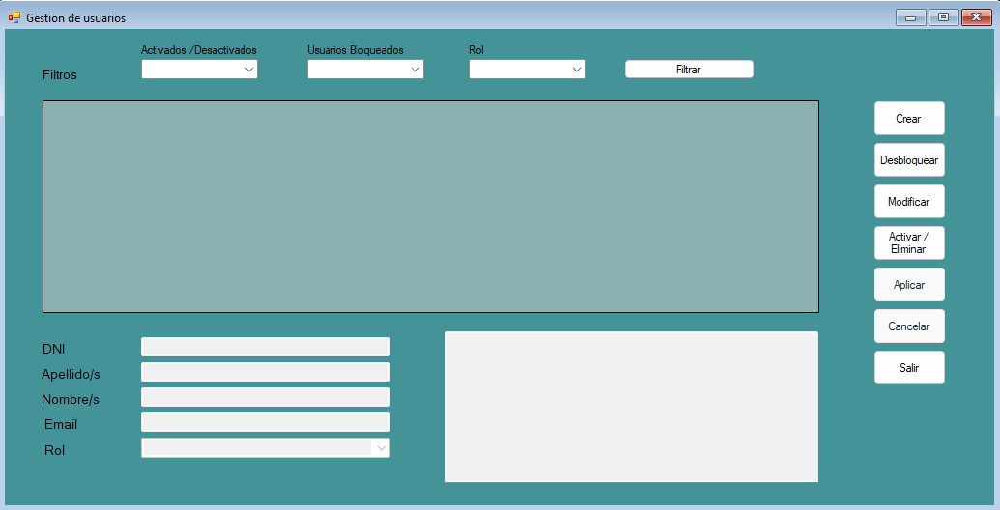 Gestion de usuarios
Activados /Desactivados
Usuarios Bloqueados
Rol
Filtros
Filtrar
Crear
Desbloquear
Modificar
Activar /
Eliminar
Aplicar
Cancelar
Salir
DNI
Apellido/s
Nombre/s
Email
Rol